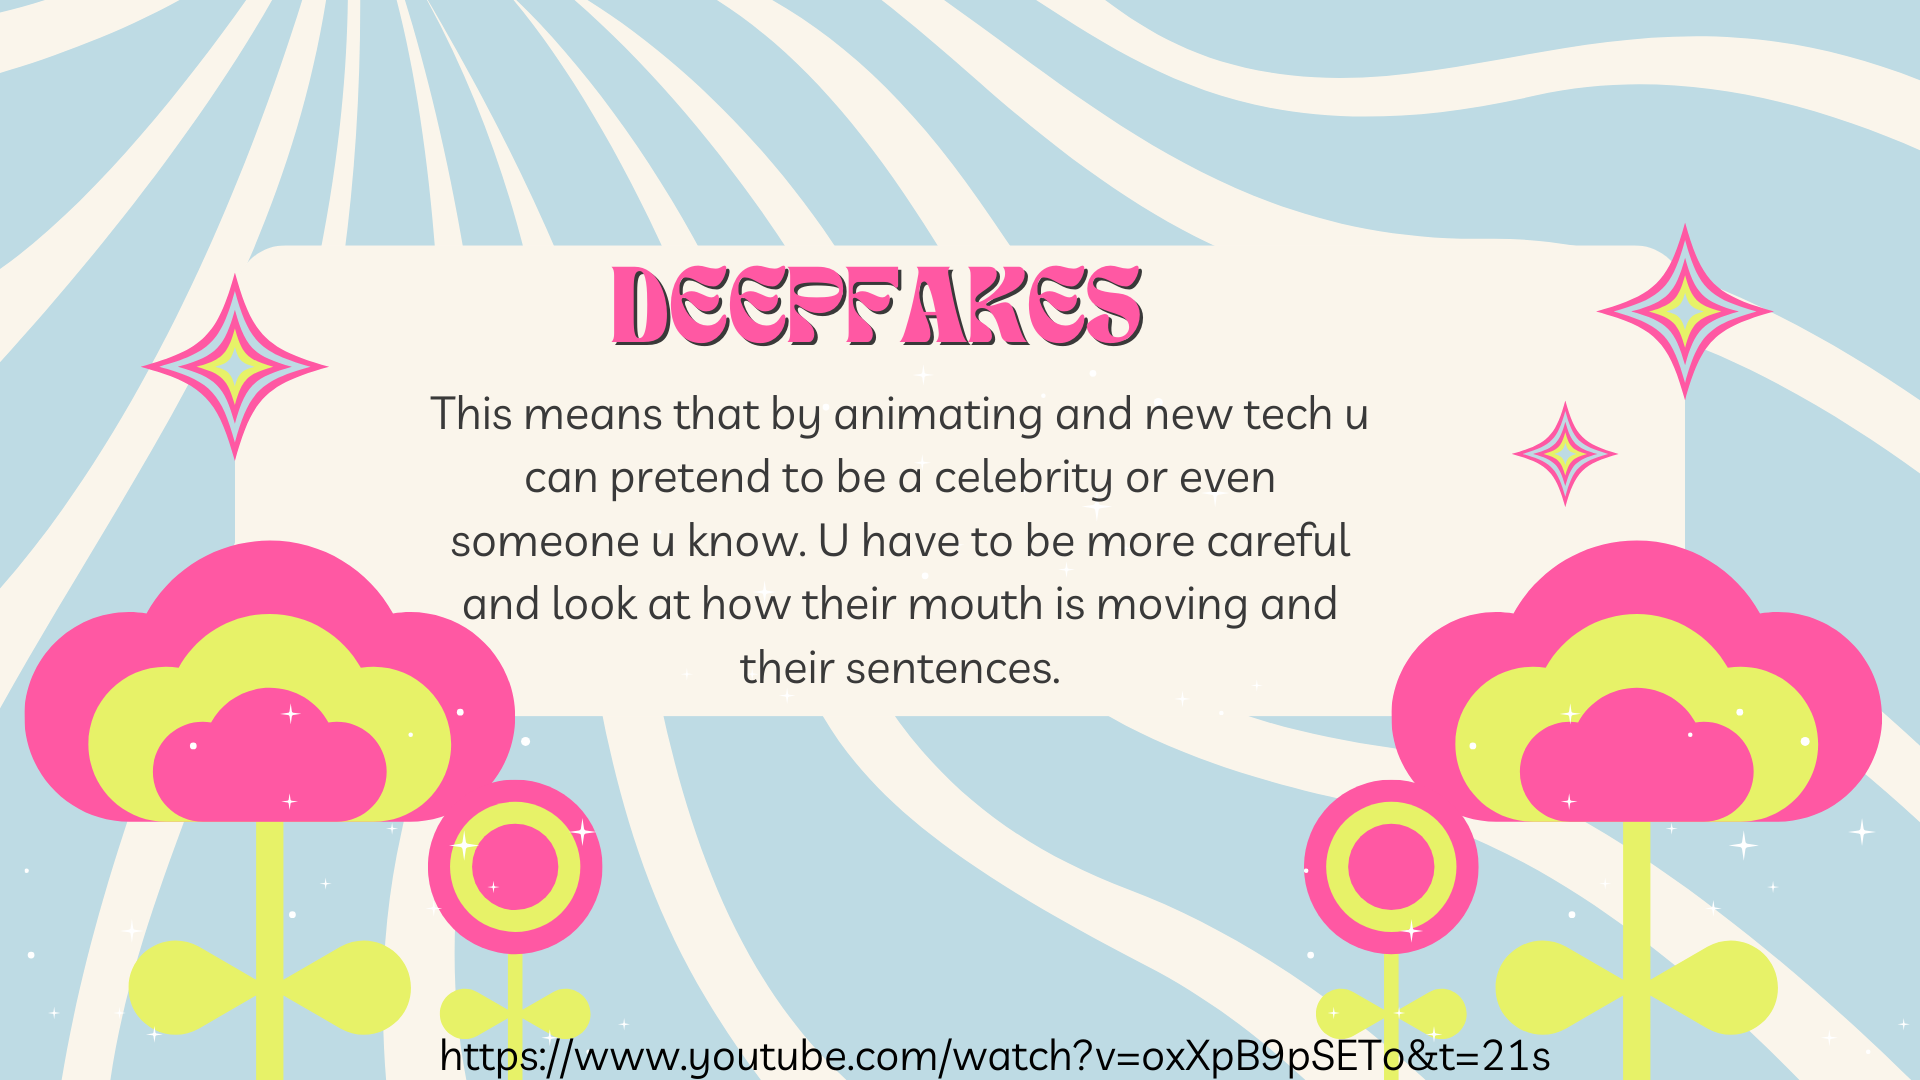 DEEPFAKES
This means that by animating and new tech u
can pretend to be a celebrity or even
someone u know. U have to be more careful
and look at how their mouth is moving and
their sentences.
https://www.youtube.com/watch?v=oxXpB9pSETo&t=21s